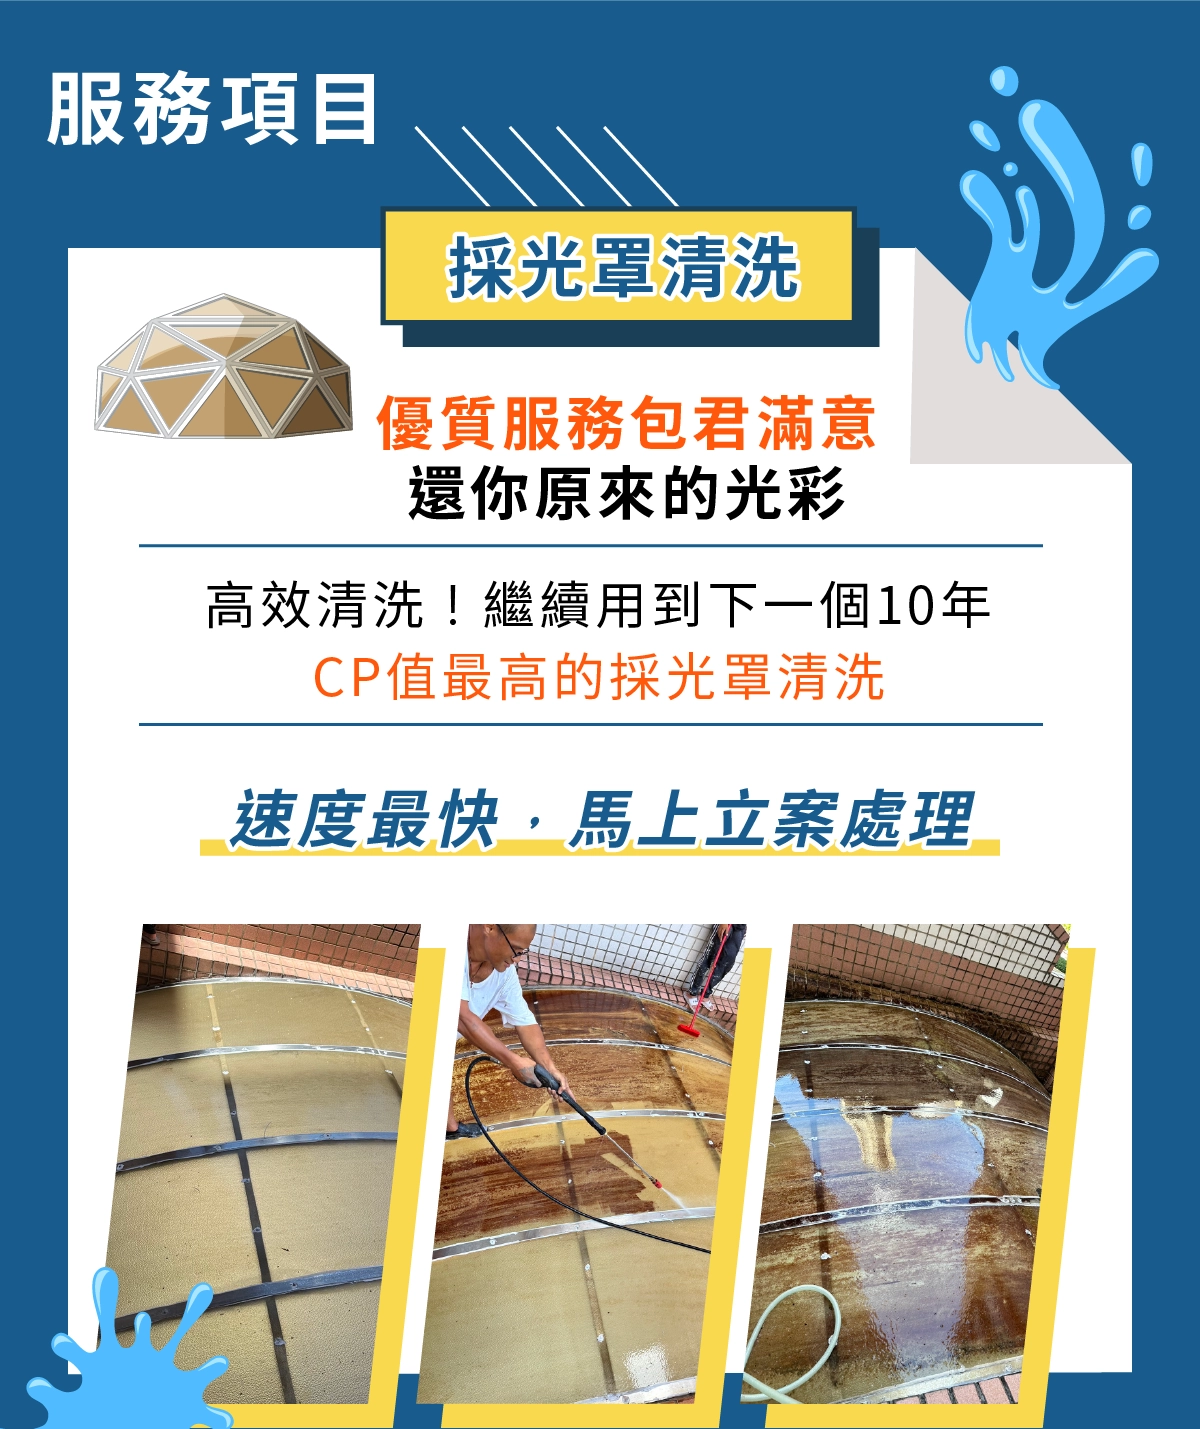 服務項目
採光罩清洗
優質服務包君滿意
還你原來的光彩
高效清洗！繼續用到下一個10年
CP值最高的採光罩清洗
速度最快，馬上立案處理